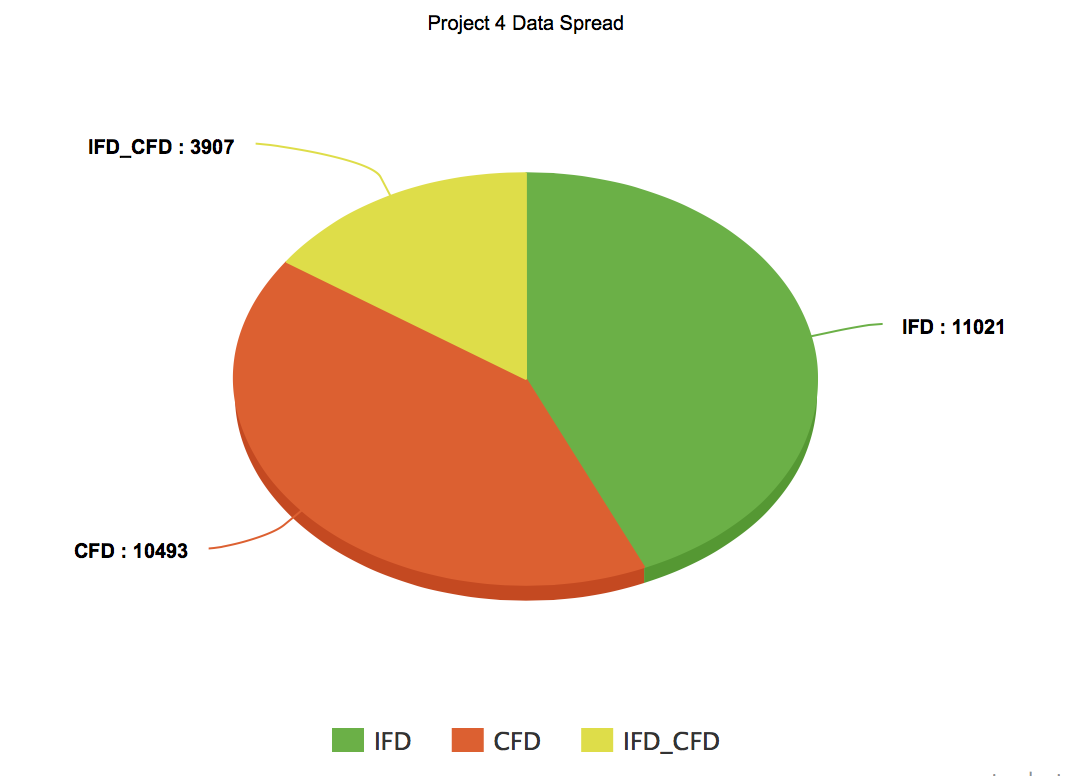 Project 4 Data Spread
IFD_CFD : 3907
IFD : 11021
CFD : 10493
IFD
CFD
IFD_CFD